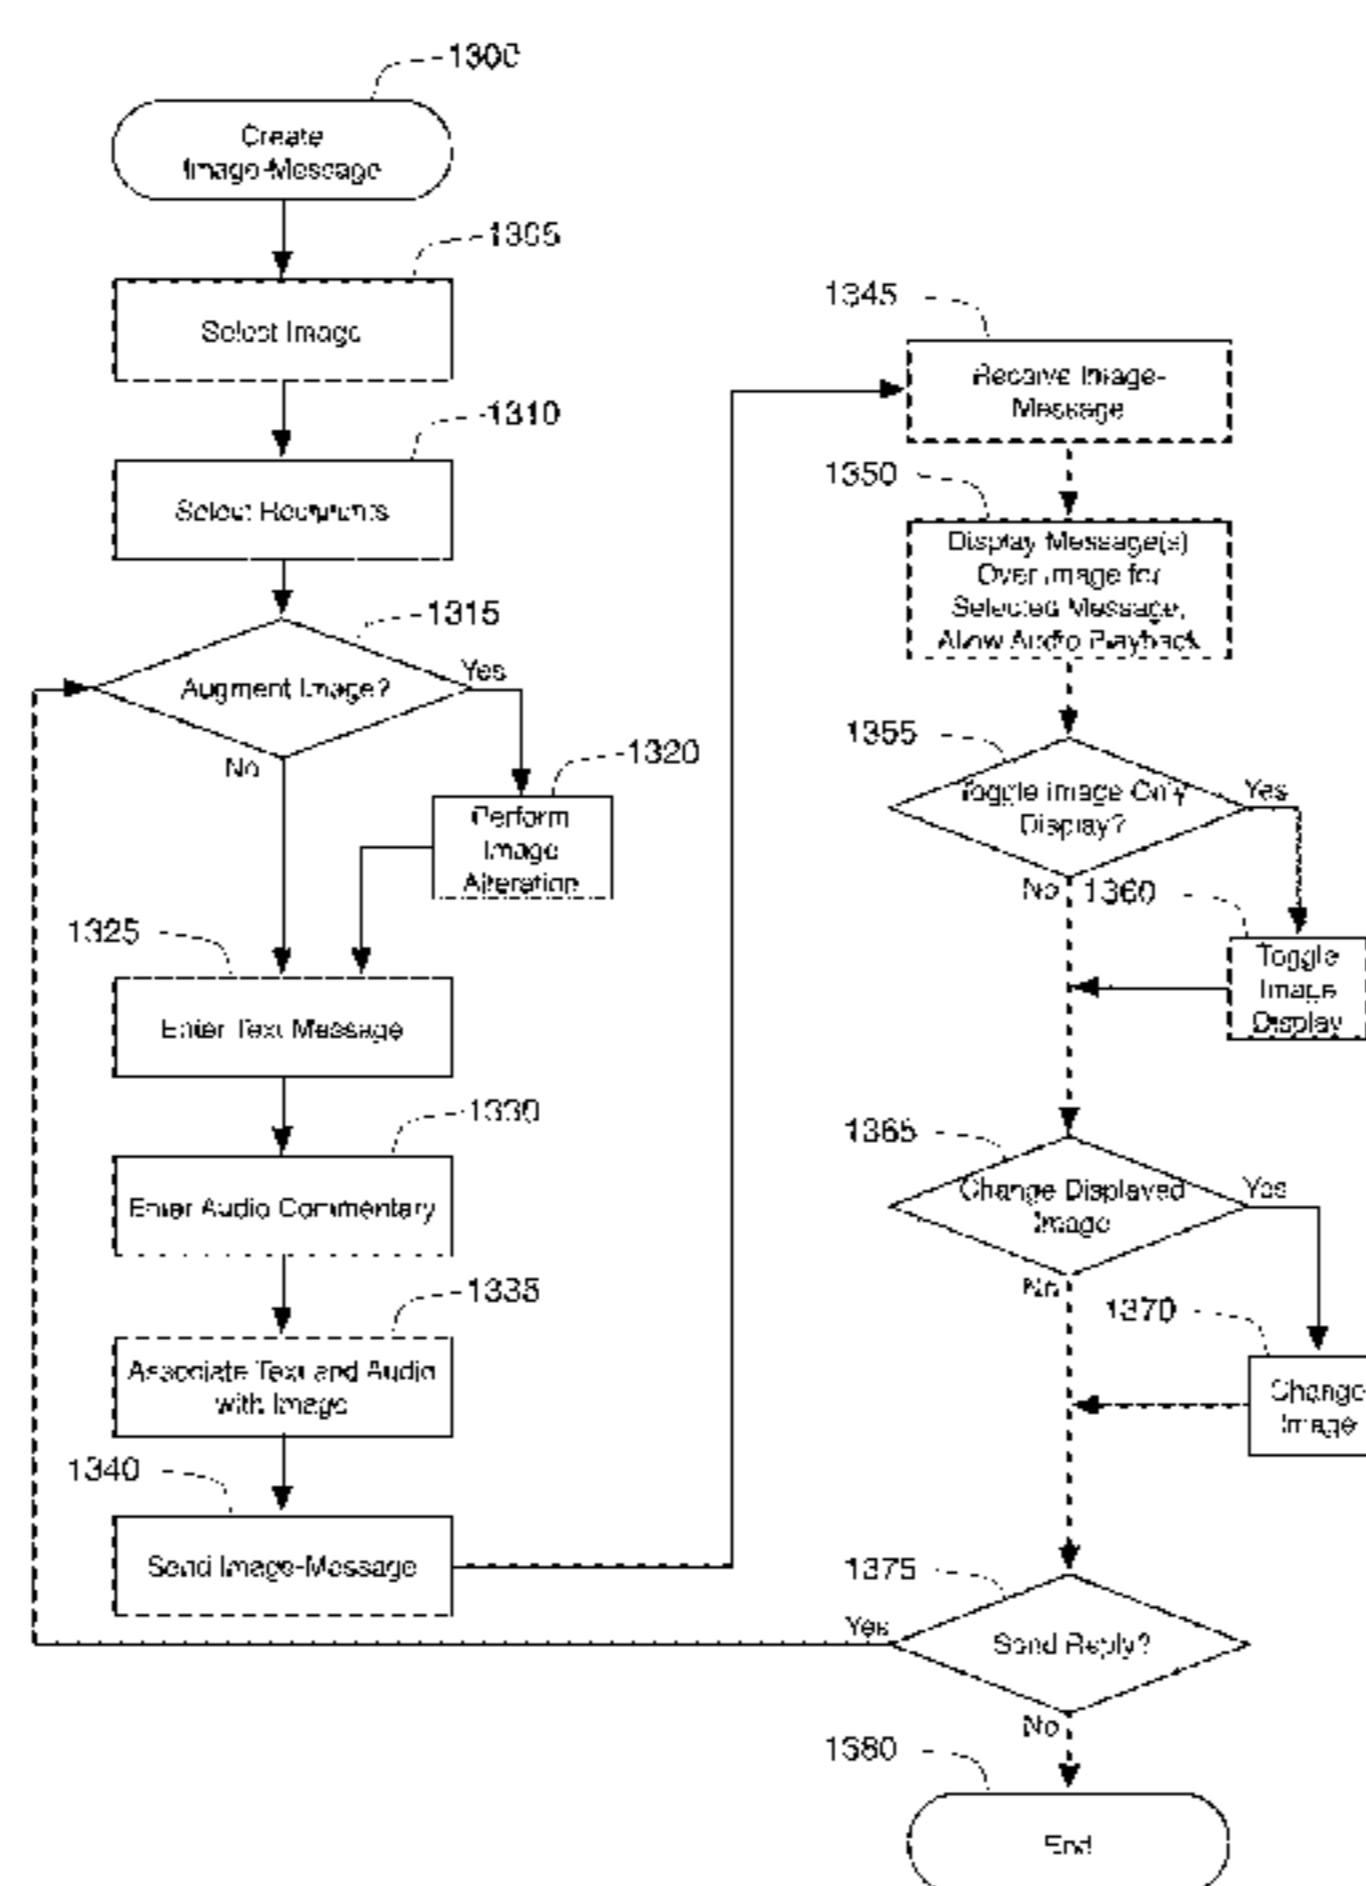 1300
Create
Image-Message
1305
Select Image
1310
Select Recipients
1315
Augment Image?
Yes
No
1320
Perform
Image
Alteration
1325
Enter Text Message
1330
Enter Audio Commentary
1335
Associate Text and Audio
with Image
1340
Send Image-Message
1345
Receive Image-
Message
1350
Display Message(s)
Over Image for
Selected Message,
Allow Audio Playback
1355
Toggle Image Only
Display?
Yes
No
1360
Toggle
Image
Display
1365
Change Displayed
Image
Yes
No
1370
Change
Image
1375
Send Reply?
Yes
No
1380
End